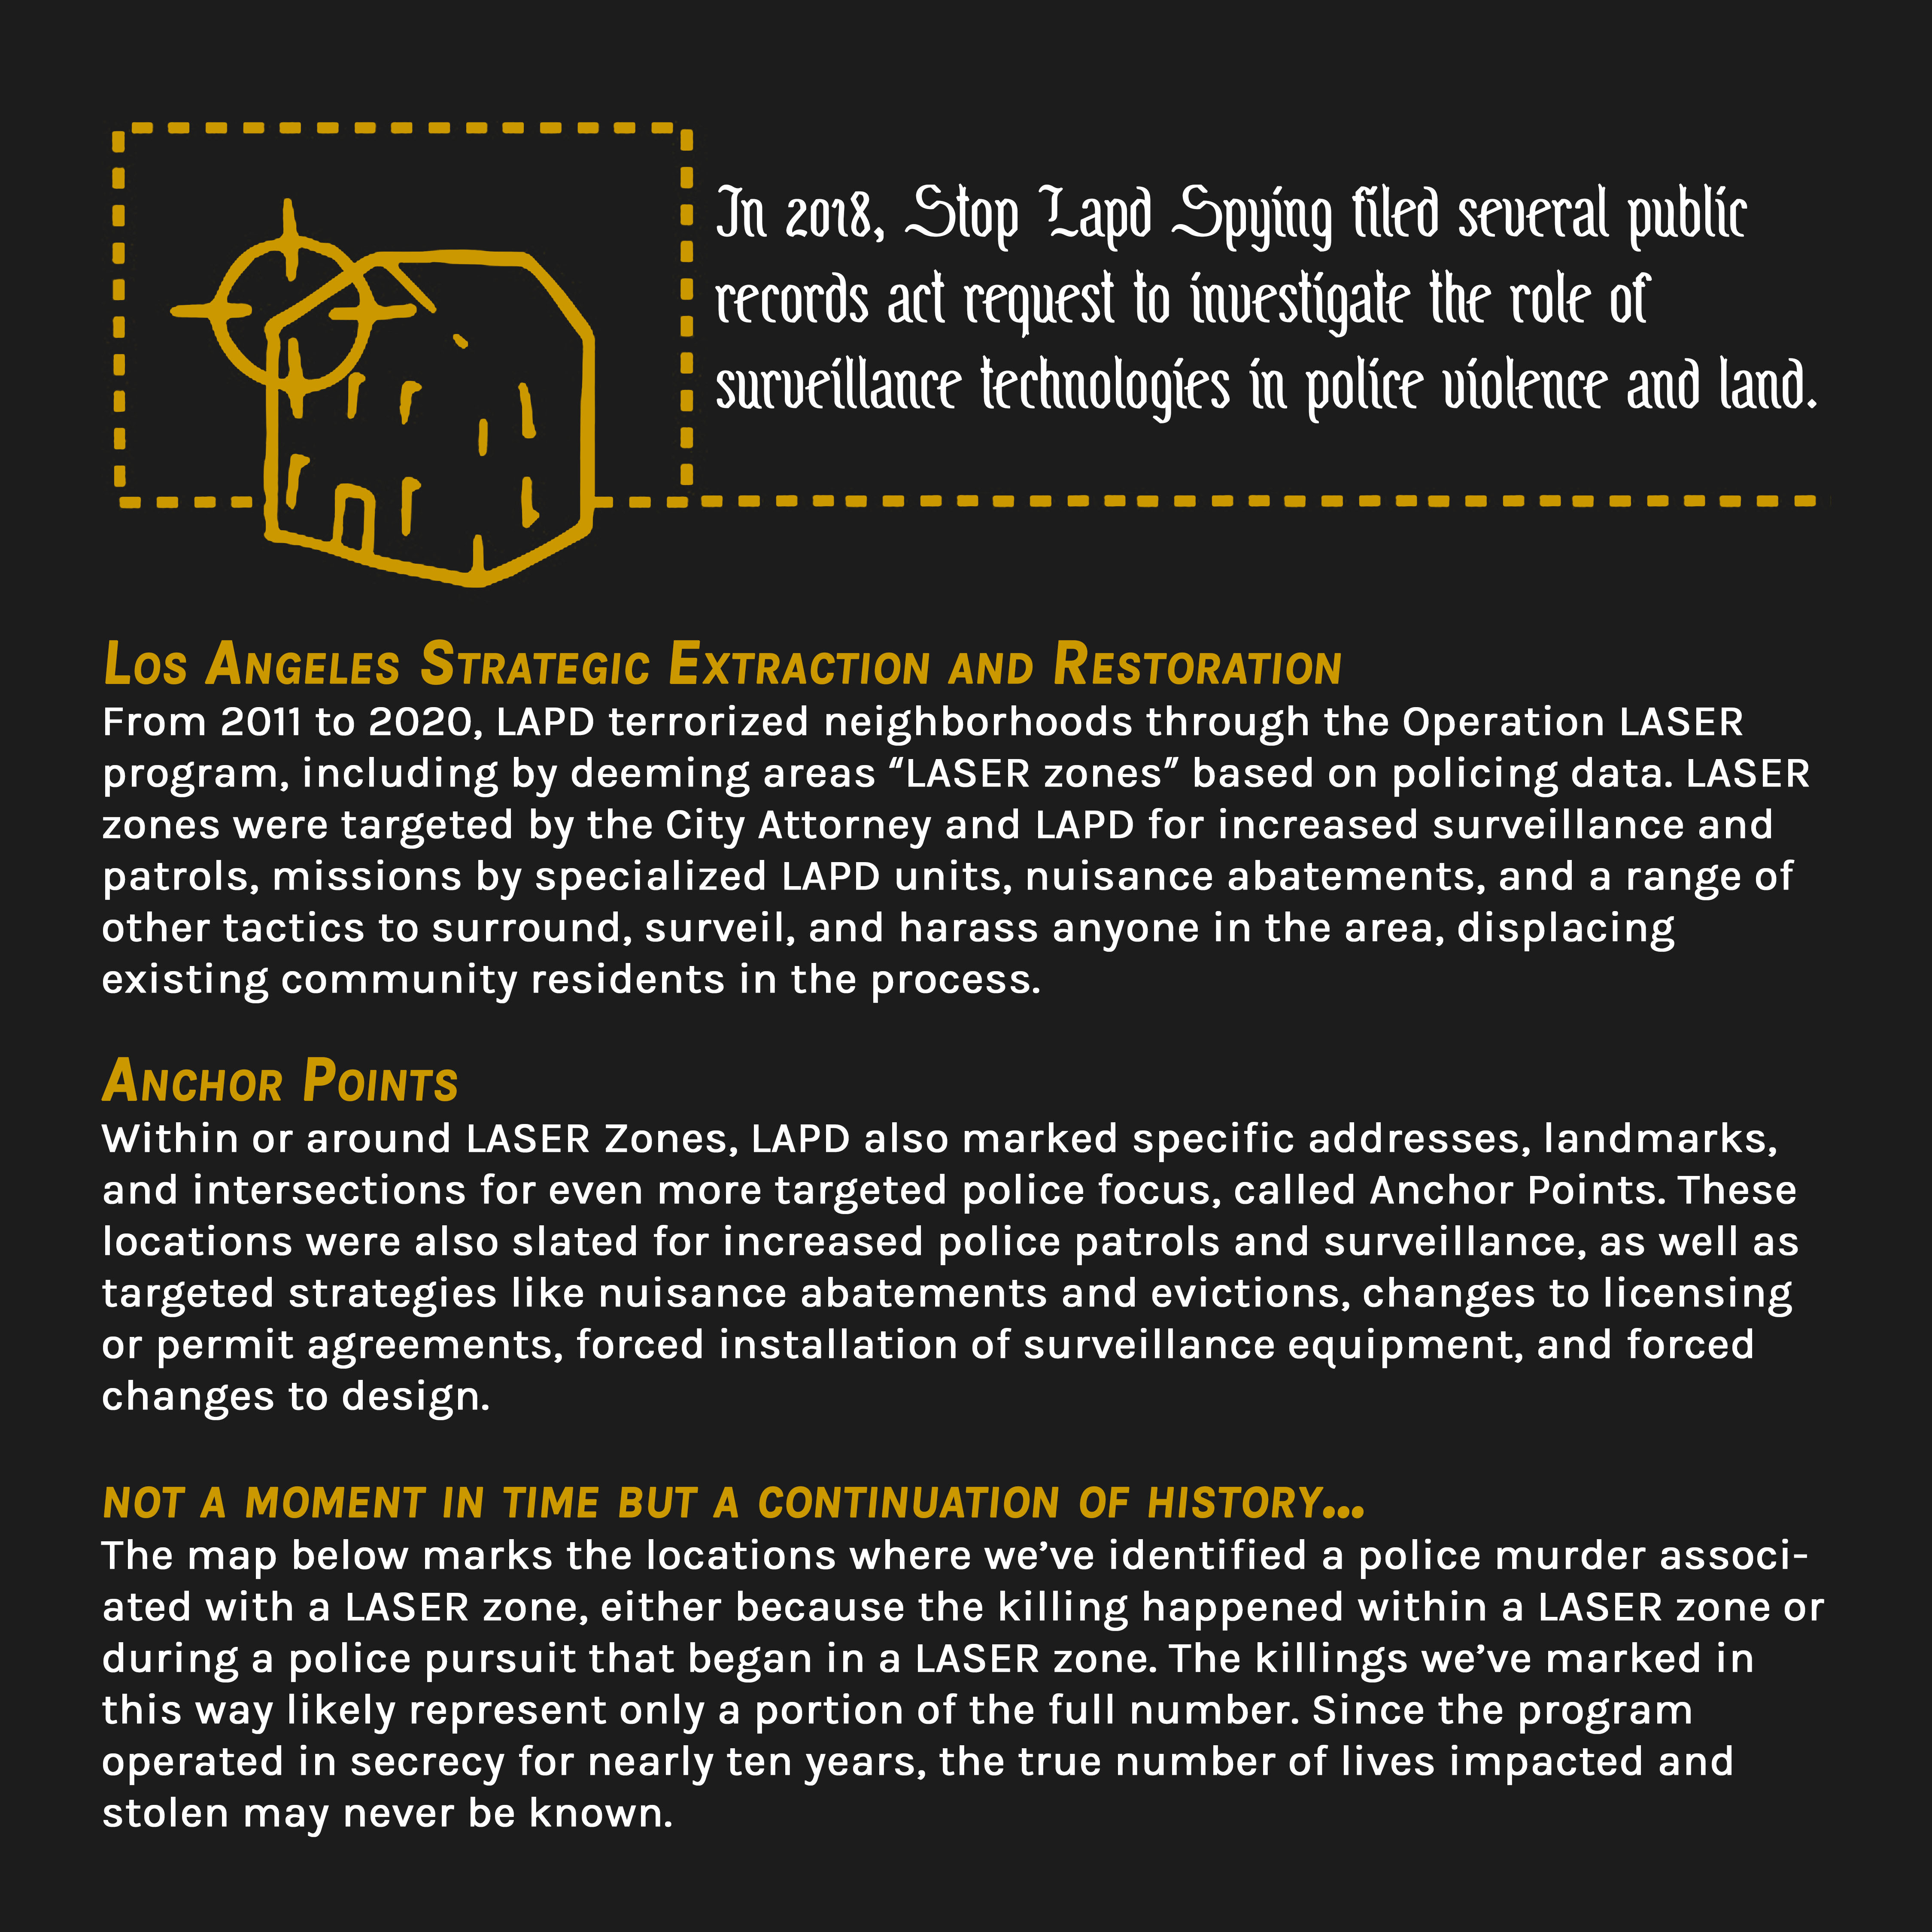 In 2018, Stop Lapd Spying filed several public
records act request to investigate the role of
surveillance technologies in police violence and land.
Los Angeles Strategic Extraction and Restoration
From 2011 to 2020, LAPD terrorized neighborhoods through the Operation LASER
program, including by deeming areas “LASER zones” based on policing data. LASER
zones were targeted by the City Attorney and LAPD for increased surveillance and
patrols, missions by specialized LAPD units, nuisance abatements, and a range of
other tactics to surround, surveil, and harass anyone in the area, displacing
existing community residents in the process.
Anchor Points
Within or around LASER Zones, LAPD also marked specific addresses, landmarks,
and intersections for even more targeted police focus, called Anchor Points. These
locations were also slated for increased police patrols and surveillance, as well as
targeted strategies like nuisance abatements and evictions, changes to licensing
or permit agreements, forced installation of surveillance equipment, and forced
changes to design.
not a moment in time but a continuation of history...
The map below marks the locations where we’ve identified a police murder associ-
ated with a LASER zone, either because the killing happened within a LASER zone or
during a police pursuit that began in a LASER zone. The killings we’ve marked in
this way likely represent only a portion of the full number. Since the program
operated in secrecy for nearly ten years, the true number of lives impacted and
stolen may never be known.